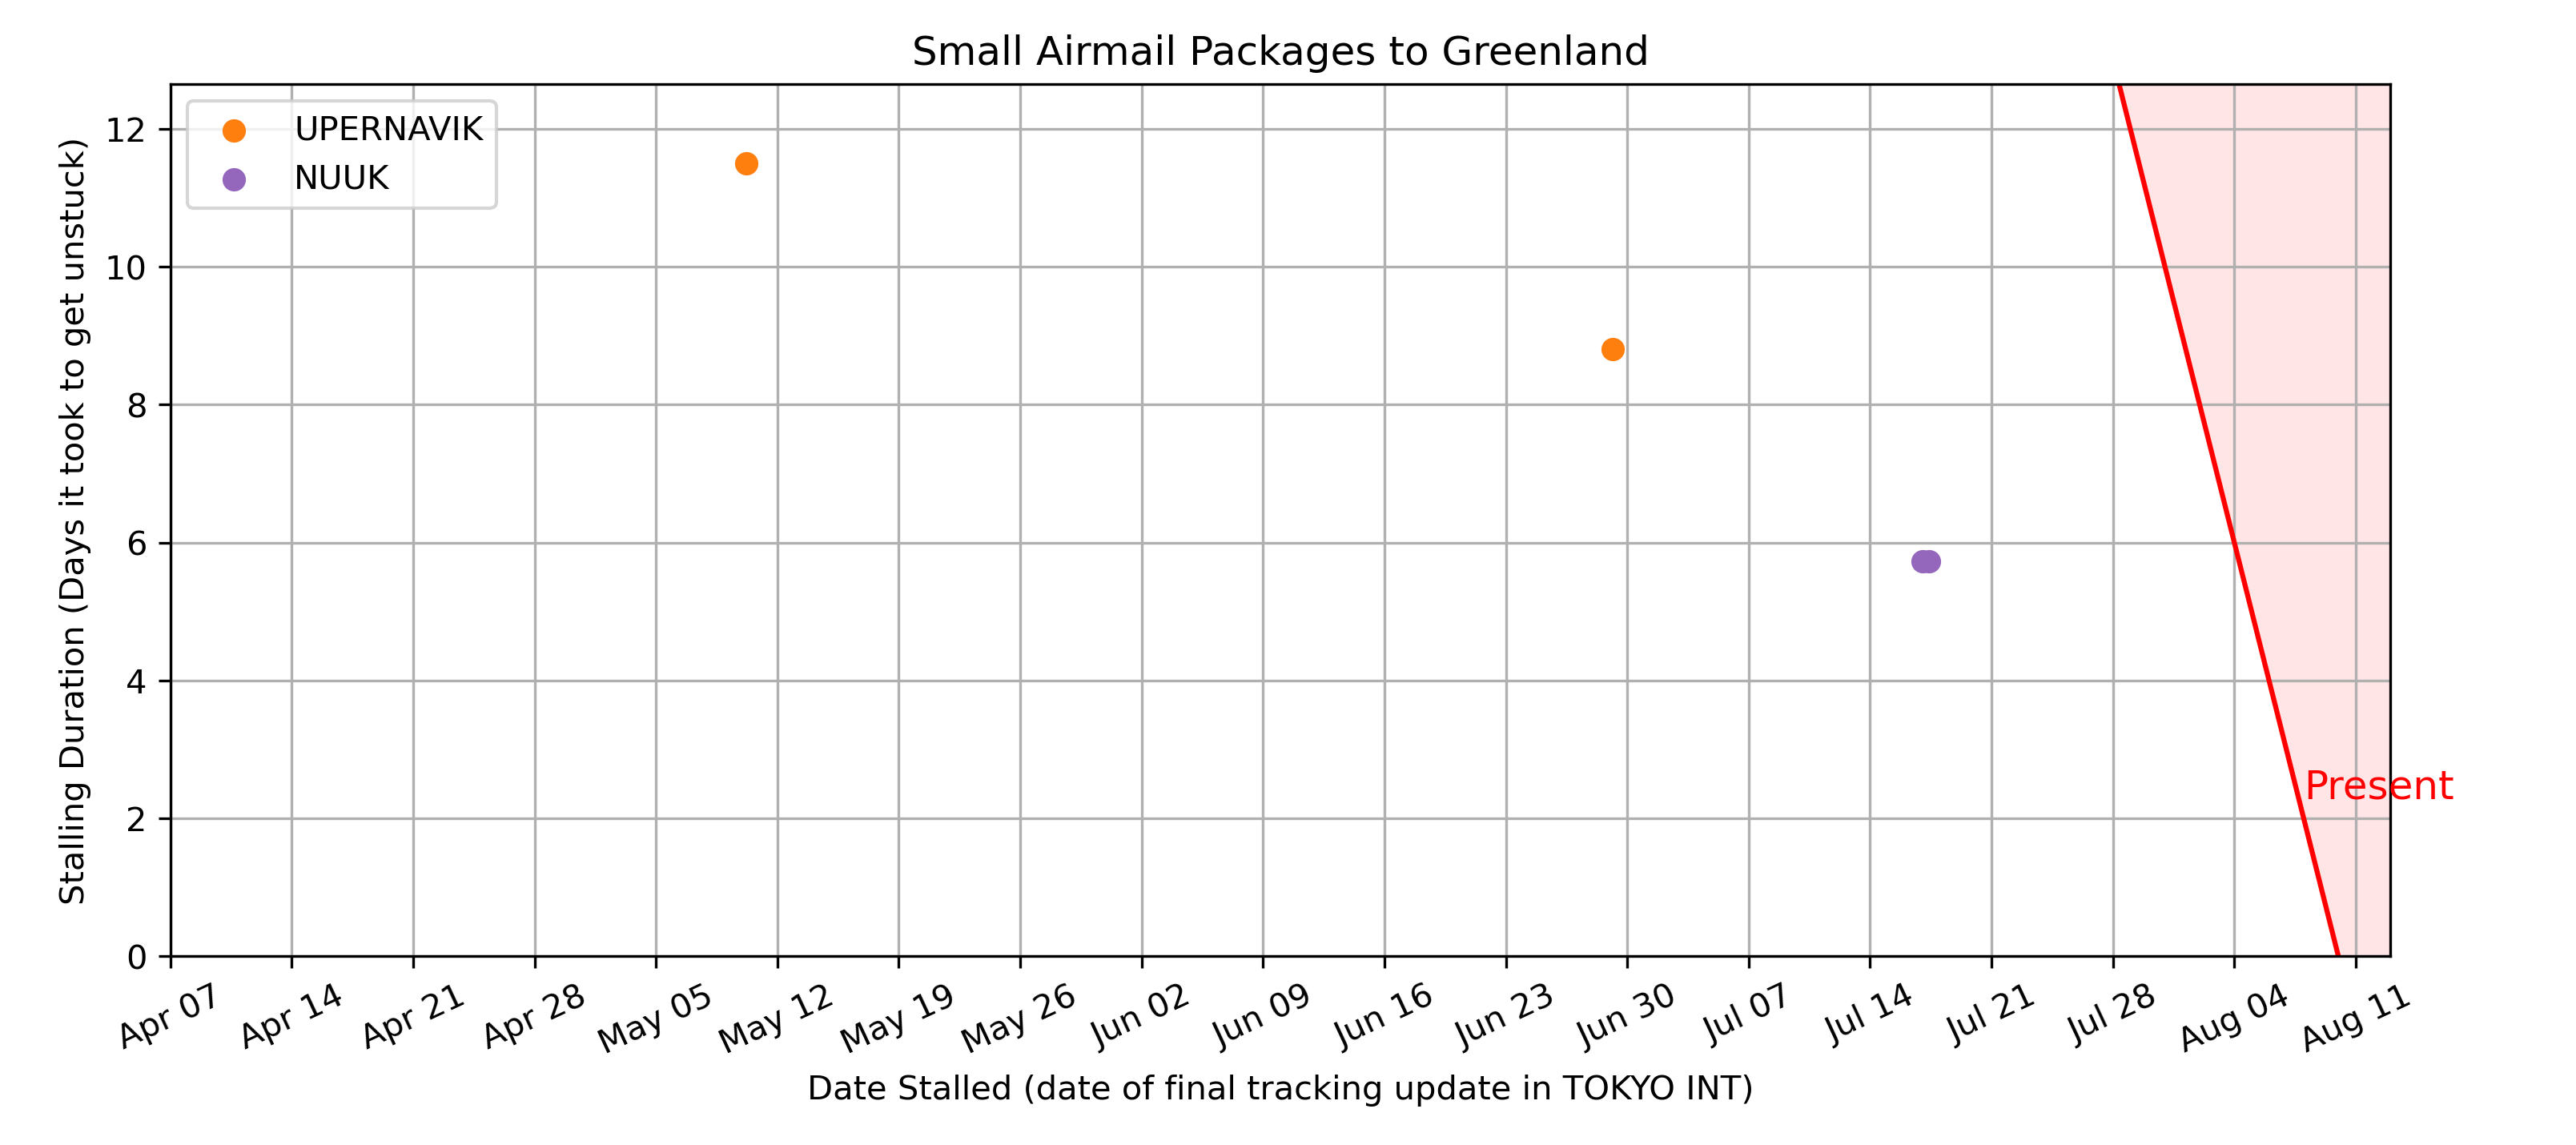 Small Airmail Packages to Greenland
UPERNAVIK
NUUK
Stalling Duration (Days it took to get unstuck)
12
10
8
6
4
2
0
Present
Apr 07
Apr 14
Apr 21
Apr 28
May 05
May 12
May 19
May 26
Jun 02
Jun 09
Jun 16
Jun 23
Jun 30
Jul 07
Jul 14
Jul 21
Jul 28
Aug 04
Aug 11
Date Stalled (date of final tracking update in TOKYO INT)